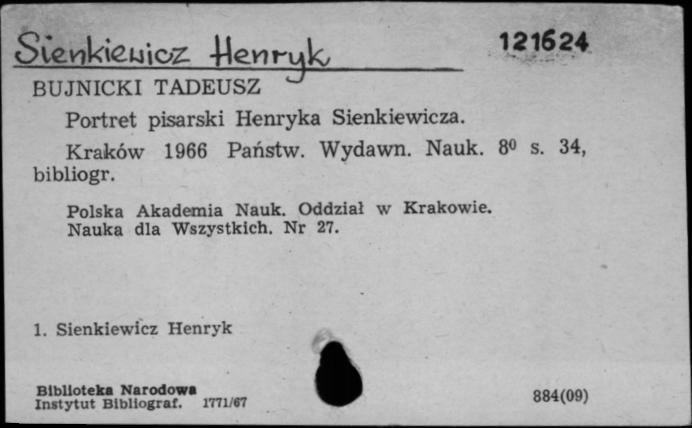 Sienkiewicz Henryk
121624
BUJNICKI TADEUSZ
Portret pisarski Henryka Sienkiewicza.
Kraków 1966 Państw. Wydawn. Nauk. 8⁰ s. 34,
bibliogr.
Polska Akademia Nauk. Oddział w Krakowie.
Nauka dla Wszystkich. Nr 27.
1. Sienkiewicz Henryk
Biblioteka Narodowa
Instytut Bibliograf. 1771/67
884(09)